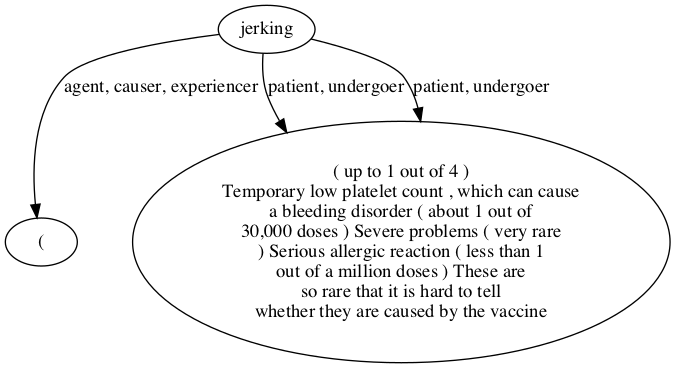 jerking
agent, causer, experiencer
patient, undergoer
patient, undergoer
(
( up to 1 out of 4 )
Temporary low platelet count , which can cause
a bleeding disorder ( about 1 out of
30,000 doses ) Severe problems ( very rare
) Serious allergic reaction ( less than 1
out of a million doses ) These are
so rare that it is hard to tell
whether they are caused by the vaccine